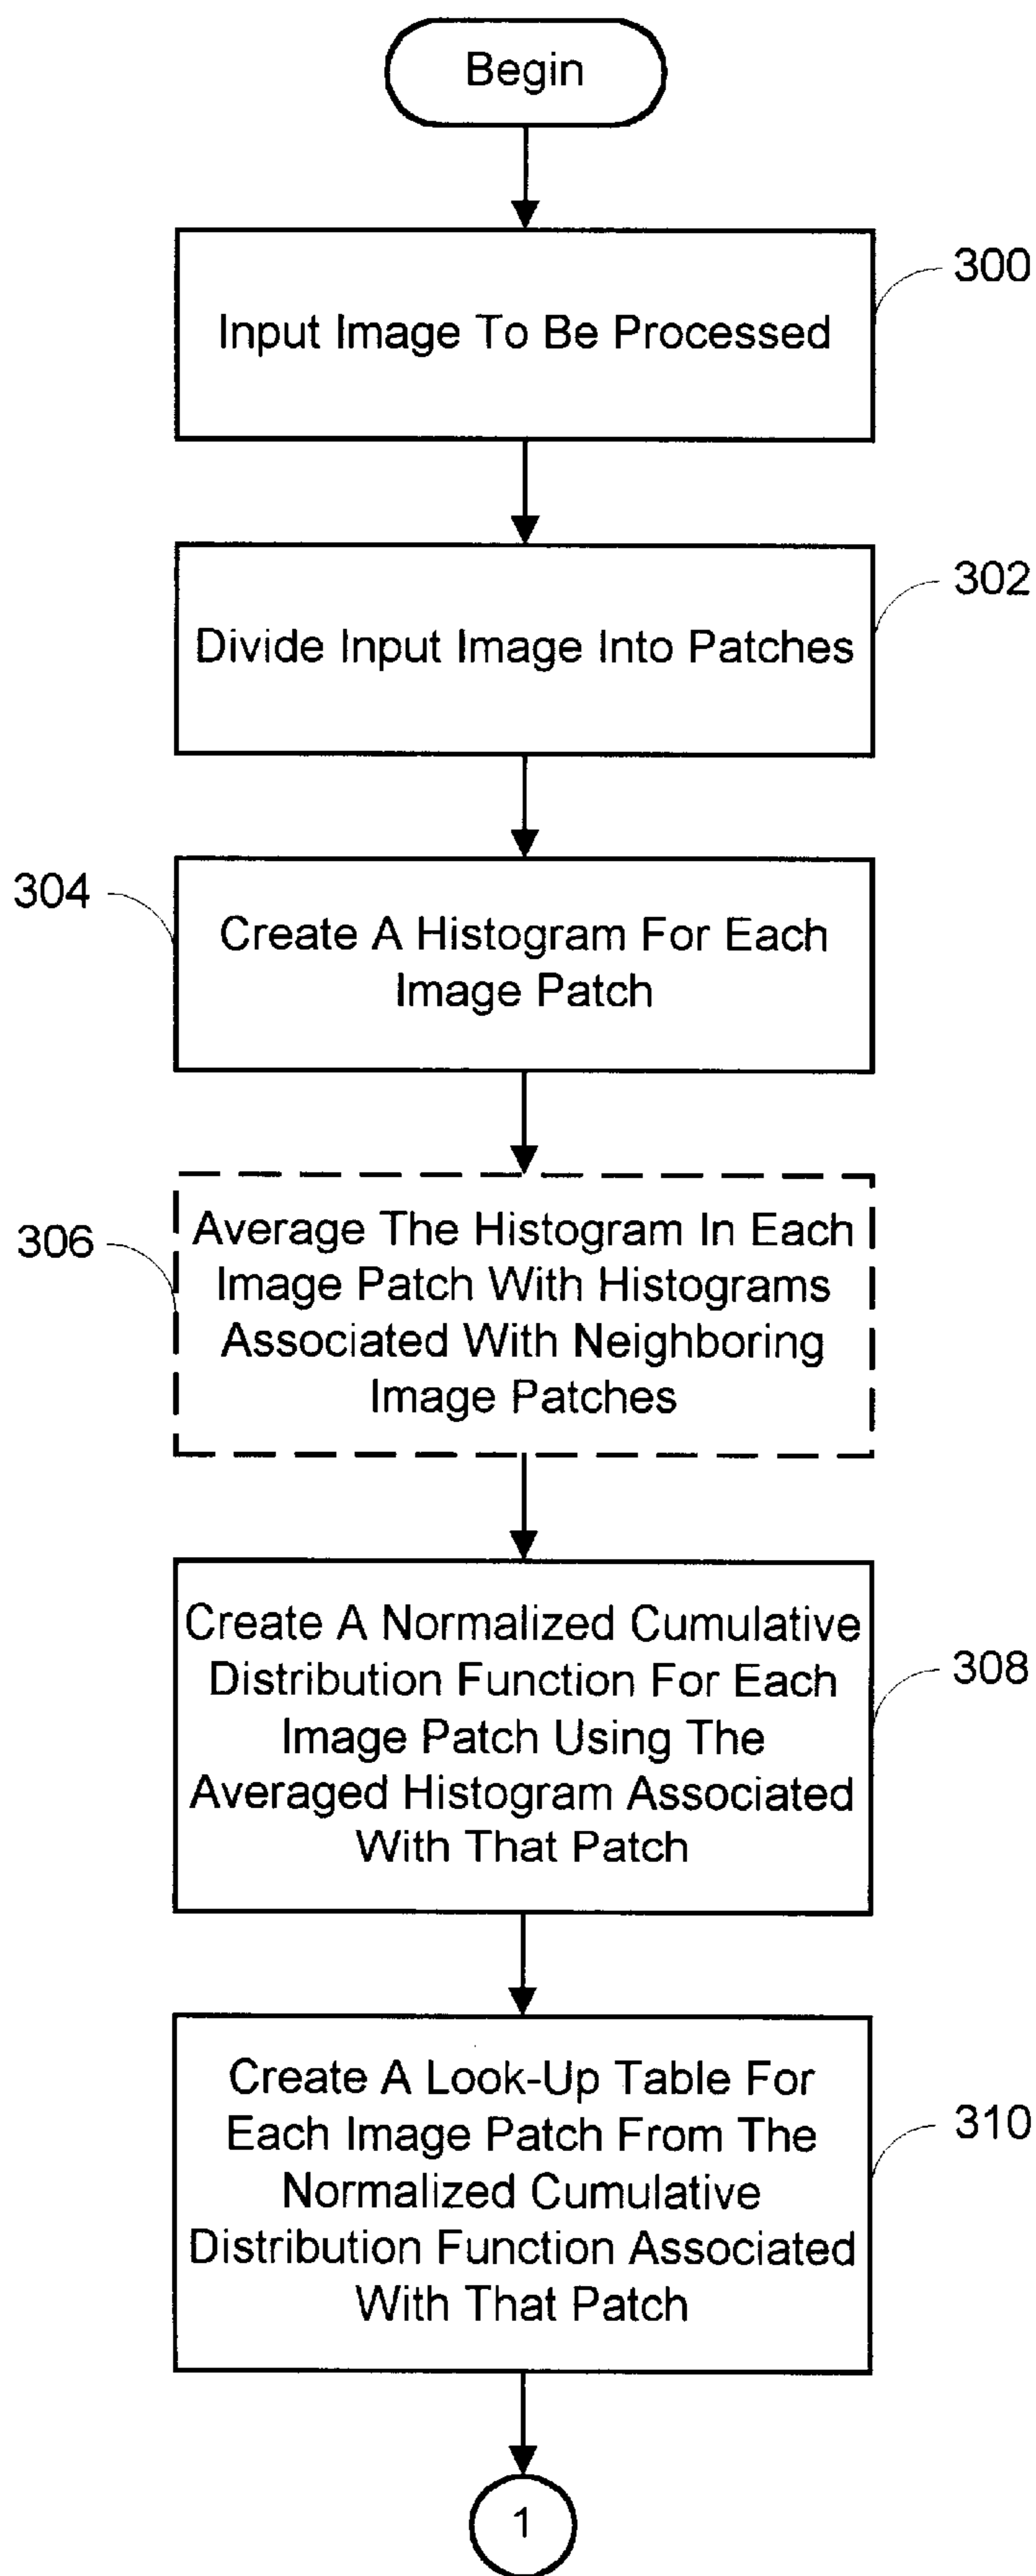 Begin
300
Input Image To Be Processed
302
Divide Input Image Into Patches
304
Create A Histogram For Each
Image Patch
306
Average The Histogram In Each
Image Patch With Histograms
Associated With Neighboring
Image Patches
308
Create A Normalized Cumulative
Distribution Function For Each
Image Patch Using The
Averaged Histogram Associated
With That Patch
310
Create A Look-Up Table For
Each Image Patch From The
Normalized Cumulative
Distribution Function Associated
With That Patch
1